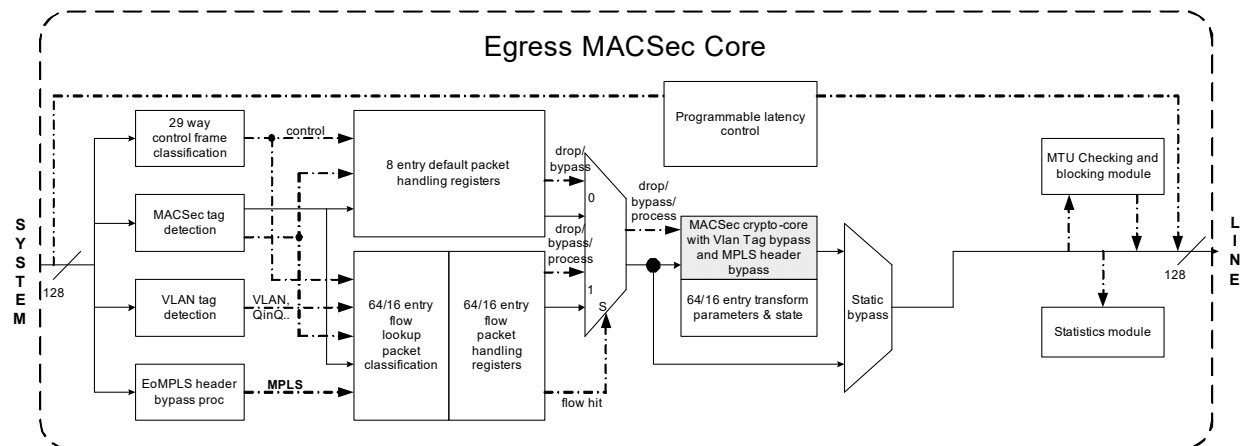 Egress MACSec Core
29 way
control frame
classification
control
8 entry default packet
handling registers
drop/
bypass
Programmable latency
control
MTU Checking and
blocking module
MACSec tag
detection
0
drop/
bypass/
process
drop/
bypass/
process
MACSec crypto-core
with Vlan Tag bypass
and MPLS header
bypass
SYSTEM
128
LINE
128
VLAN tag
detection
VLAN,
QinQ..
64/16 entry
flow
lookup
packet
classification
64/16 entry
flow
packet
handling
registers
1
S
64/16 entry transform
parameters & state
Static
bypass
Statistics module
EoMPLS header
bypass proc
MPLS
flow hit